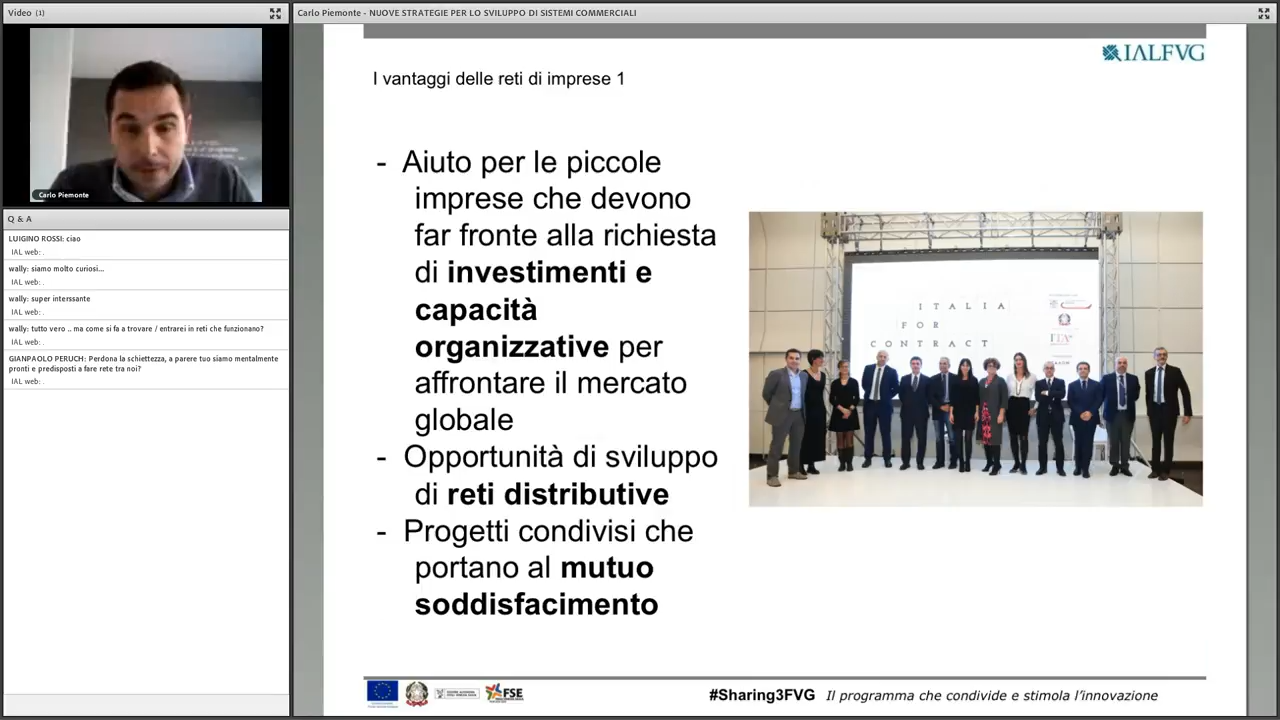 Video (1)
Carlo Piemonte - NUOVE STRATEGIE PER LO SVILUPPO DI SISTEMI COMMERCIALI
Carlo Piemonte
Q & A
LUIGINO ROSSI: ciao
IAL web: .
wally: siamo molto curiosi...
IAL web: .
wally: super interssante
IAL web: .
wally: tutto vero .. ma come si fa a trovare / entrarei in reti che funzionano?
IAL web: .
GIANPAOLO PERUCH: Perdona la schiettezza, a parere tuo siamo mentalmente
pronti e predisposti a fare rete tra noi?
IAL web: .
IALFVG
I vantaggi delle reti di imprese 1
- Aiuto per le piccole
imprese che devono
far fronte alla richiesta
di investimenti e
capacità
organizzative per
affrontare il mercato
globale
- Opportunità di sviluppo
di reti distributive
- Progetti condivisi che
portano al mutuo
soddisfacimento
ITALIA
FOR
CONTRACT
FSE
#Sharing3FVG Il programma che condivide e stimola l'innovazione